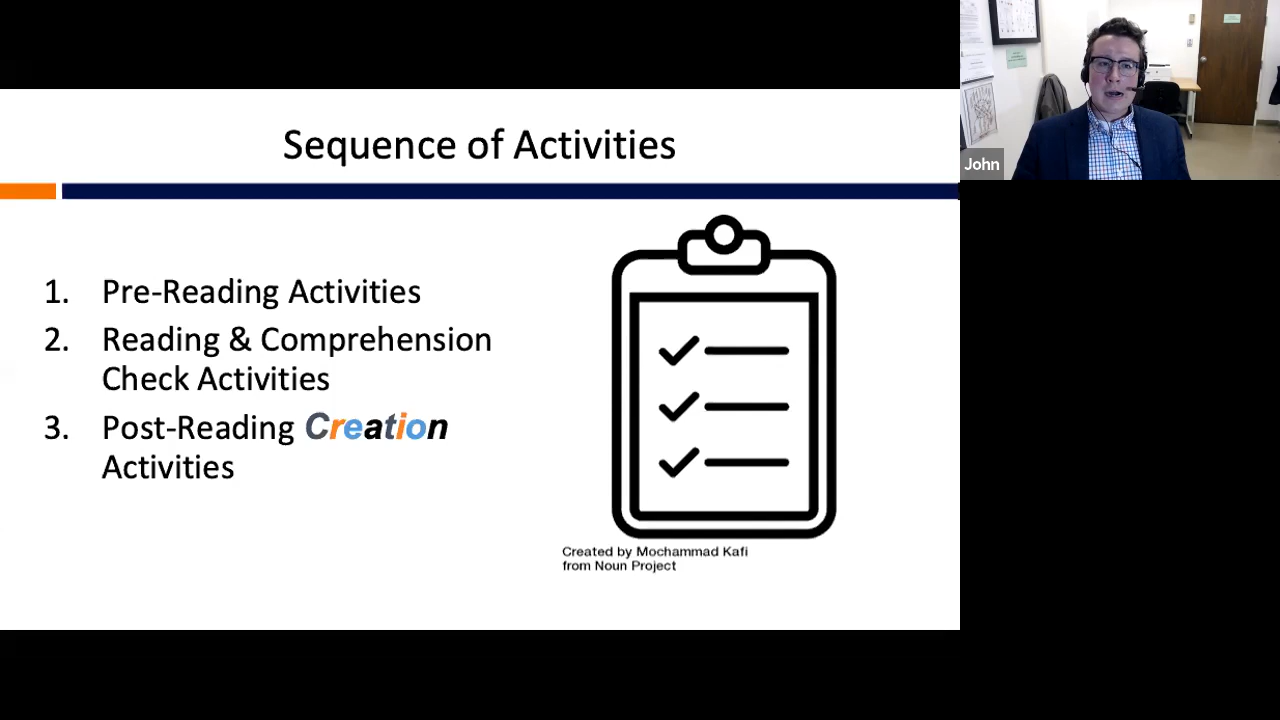 Sequence of Activities
1. Pre-Reading Activities
2. Reading & Comprehension
Check Activities
3. Post-Reading Creation
Activities
Created by Mochammad Kafi
from Noun Project
John